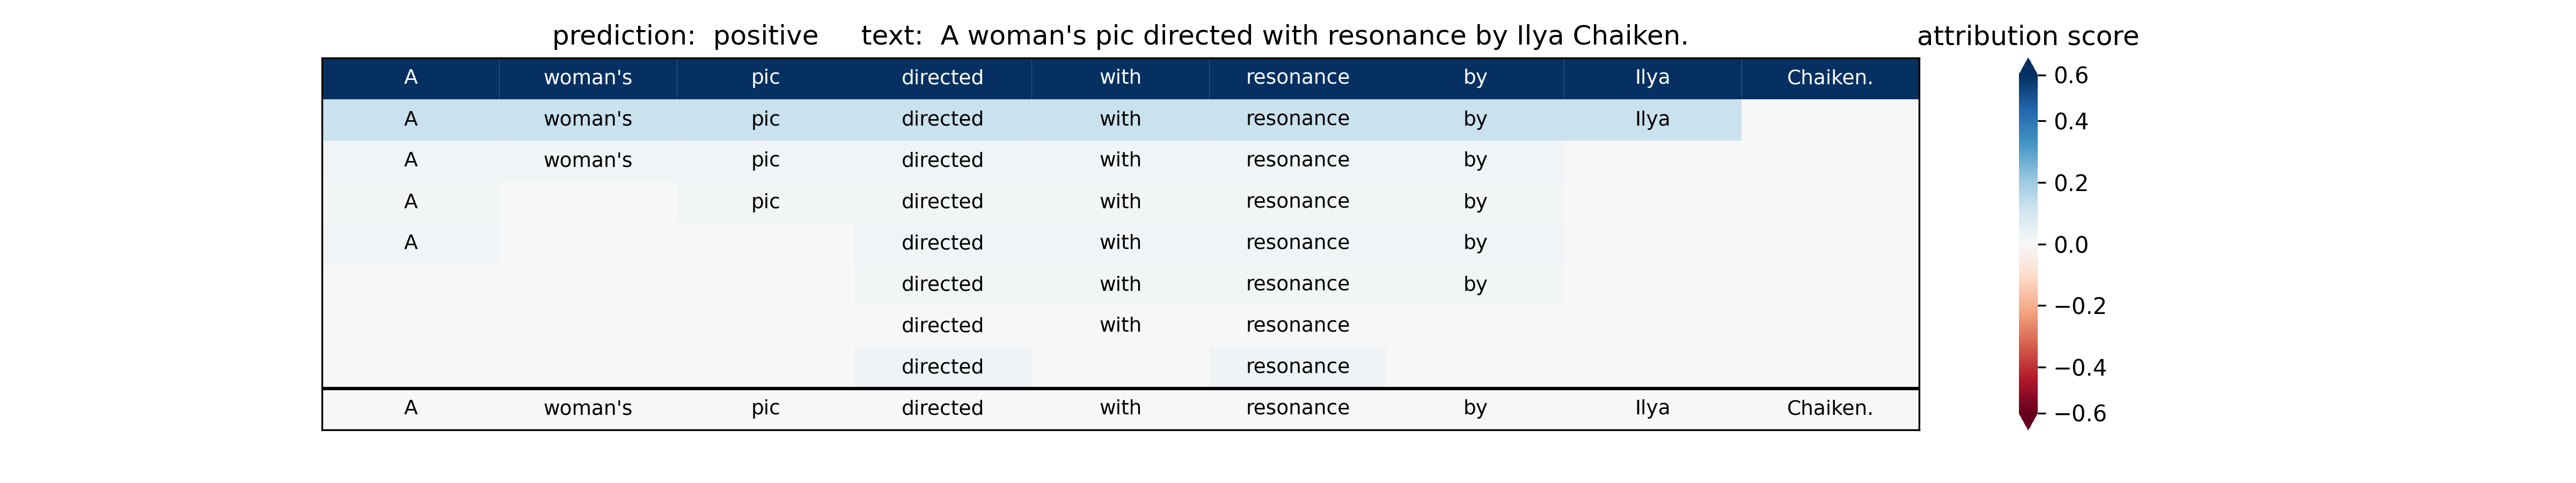 prediction:  positive     text:  A woman's pic directed with resonance by Ilya Chaiken.
attribution score
A woman's pic directed with resonance by Ilya Chaiken.
A woman's pic directed with resonance by Ilya
A woman's pic directed with resonance by
A pic directed with resonance by
A directed with resonance by
directed with resonance by
directed with resonance
directed resonance
A woman's pic directed with resonance by Ilya Chaiken.
0.6
0.4
0.2
0.0
−0.2
−0.4
−0.6